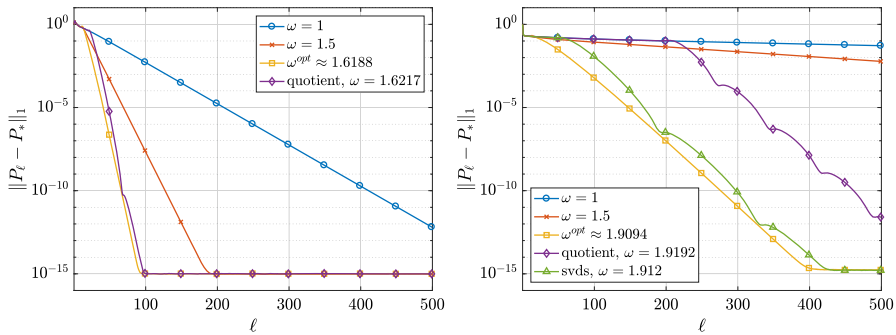 10^0
10^{-5}
10^{-10}
10^{-15}
‖P_ℓ − P_*‖_1
100 200 300 400 500
ℓ
ω = 1
ω = 1.5
ω^{opt} ≈ 1.6188
quotient, ω = 1.6217
10^0
10^{-5}
10^{-10}
10^{-15}
‖P_ℓ − P_*‖_1
100 200 300 400 500
ℓ
ω = 1
ω = 1.5
ω^{opt} ≈ 1.9094
quotient, ω = 1.9192
svds, ω = 1.912